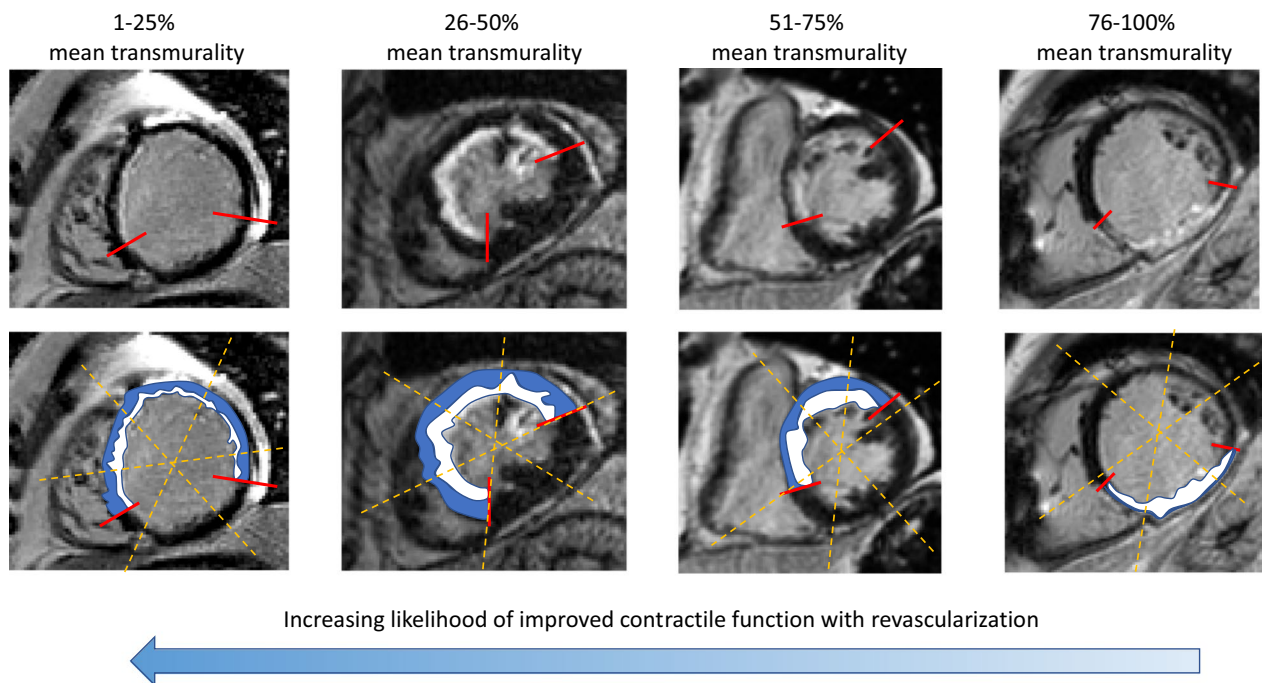 1-25%
mean transmurality
26-50%
mean transmurality
51-75%
mean transmurality
76-100%
mean transmurality
Increasing likelihood of improved contractile function with revascularization